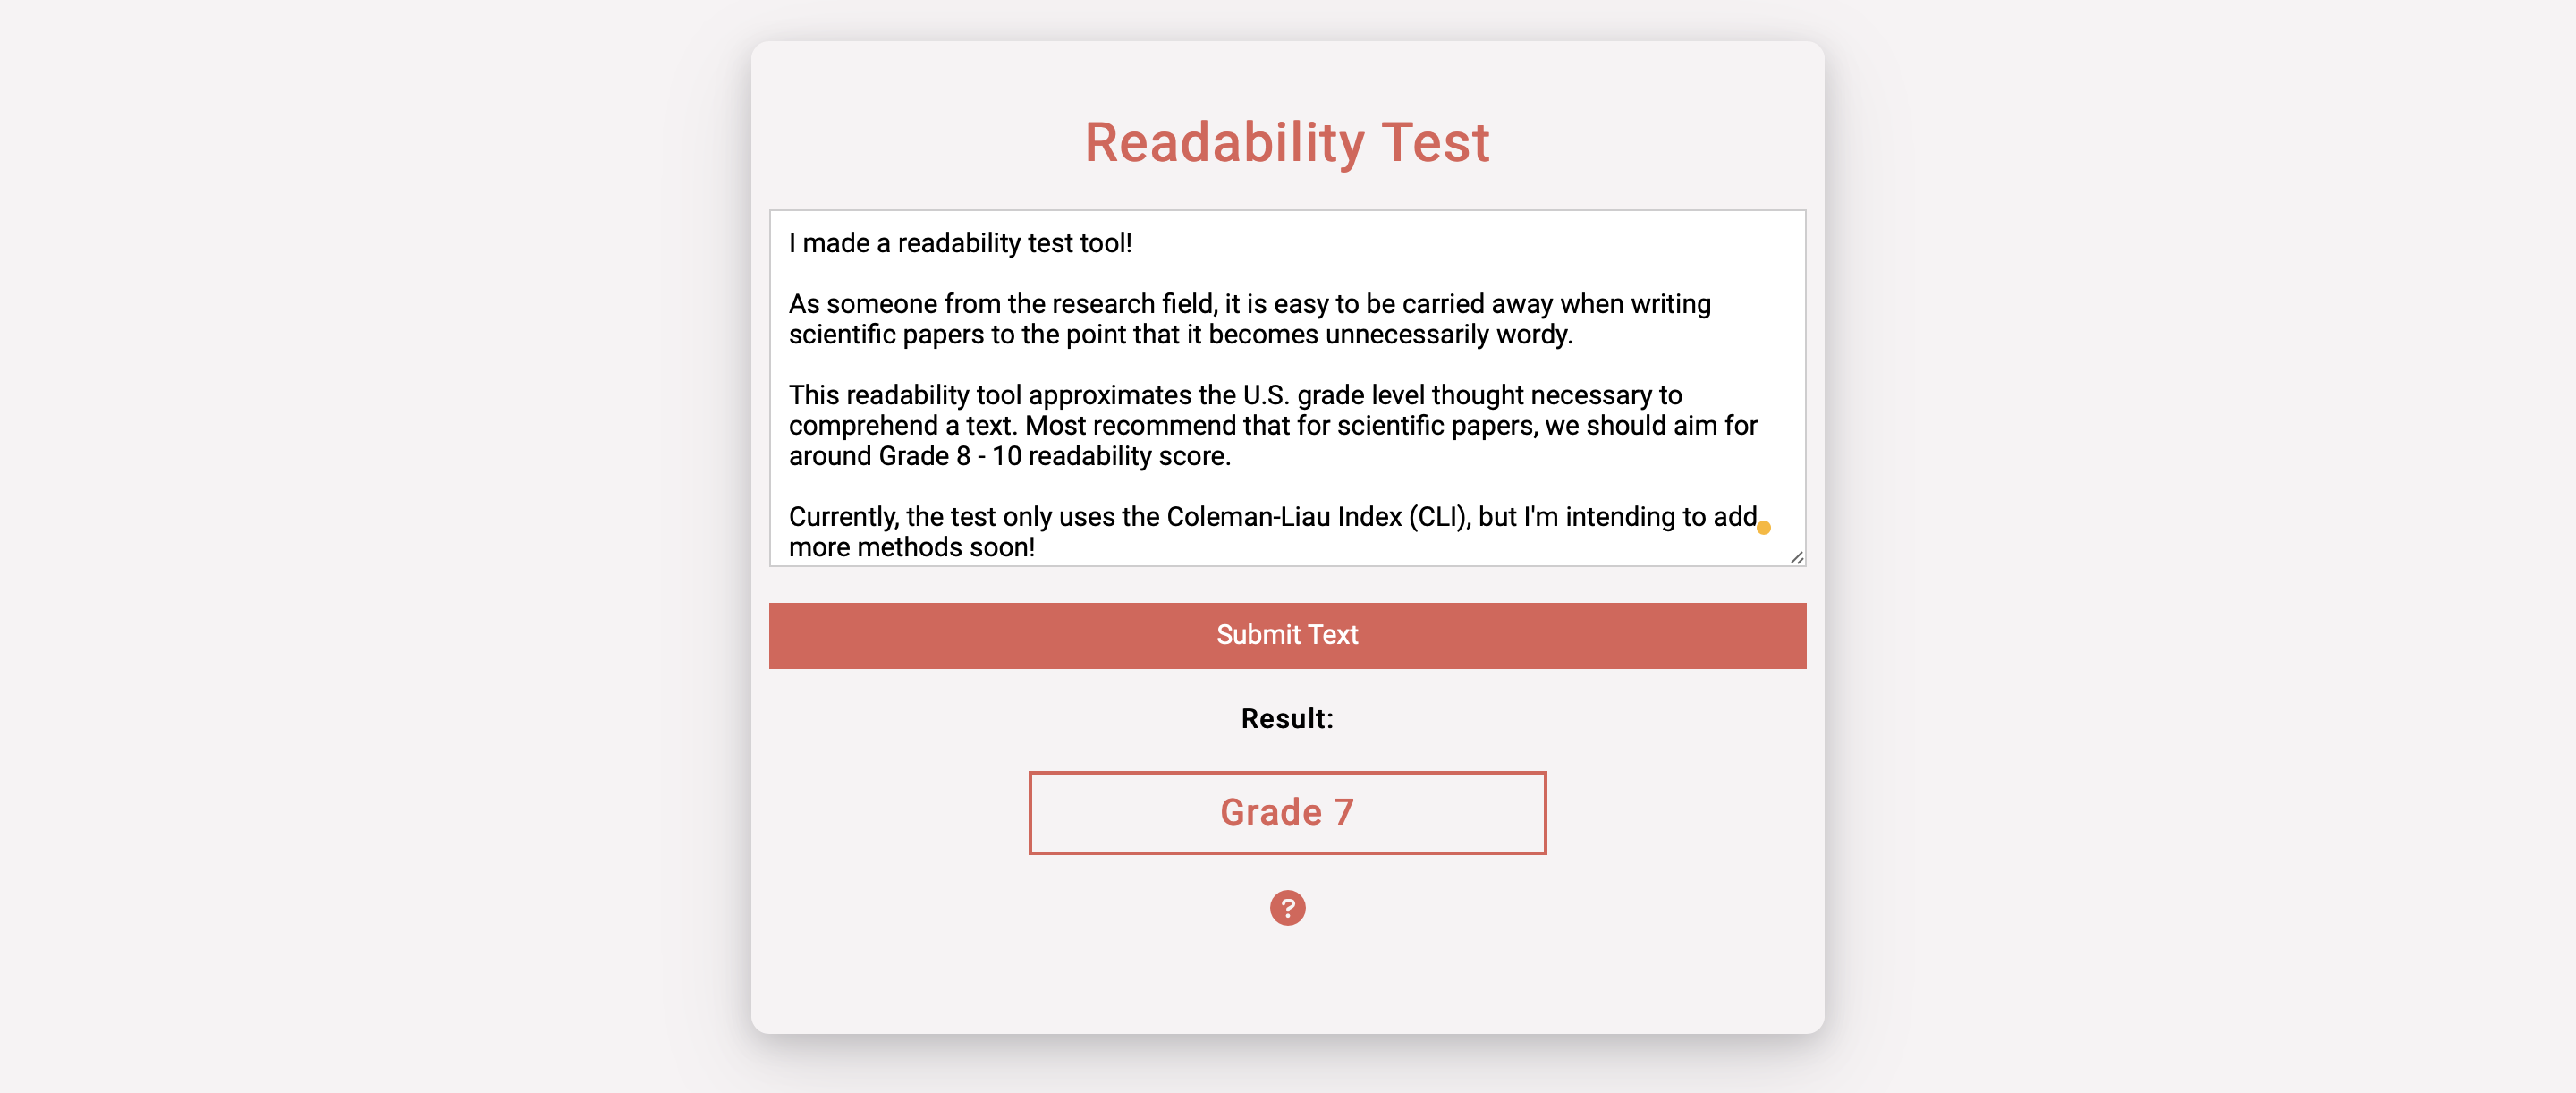 Readability Test
I made a readability test tool!
As someone from the research field, it is easy to be carried away when writing
scientific papers to the point that it becomes unnecessarily wordy.
This readability tool approximates the U.S. grade level thought necessary to
comprehend a text. Most recommend that for scientific papers, we should aim for
around Grade 8 - 10 readability score.
Currently, the test only uses the Coleman-Liau Index (CLI), but I'm intending to add
more methods soon!
Submit Text
Result:
Grade 7
?